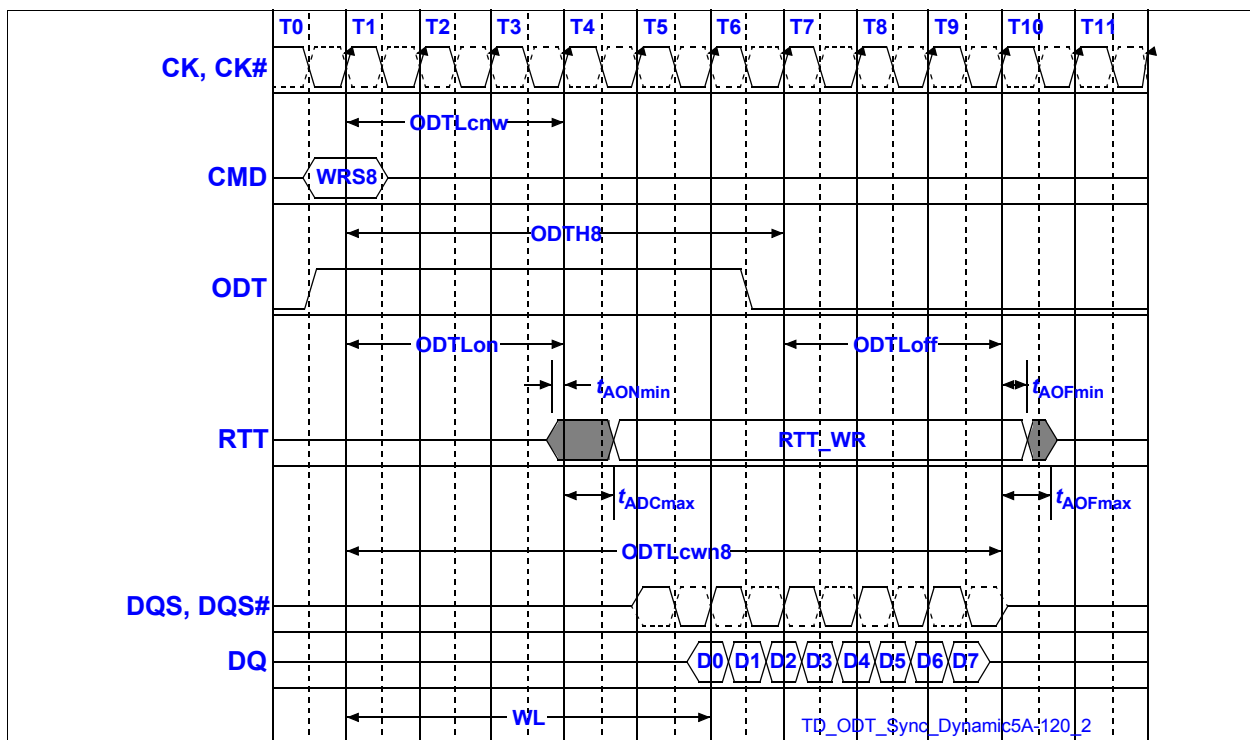 T0 T1 T2 T3 T4 T5 T6 T7 T8 T9 T10 T11
CK, CK#
ODTLcnw
CMD WRS8
ODTH8
ODT
ODTLon ODTLoff
tAONmin tAOFmin
RTT RTT_WR
tADCmax tAOFmax
ODTLcwn8
DQS, DQS#
DQ D0 D1 D2 D3 D4 D5 D6 D7
WL
TD_ODT_Sync_Dynamic5A-120_2